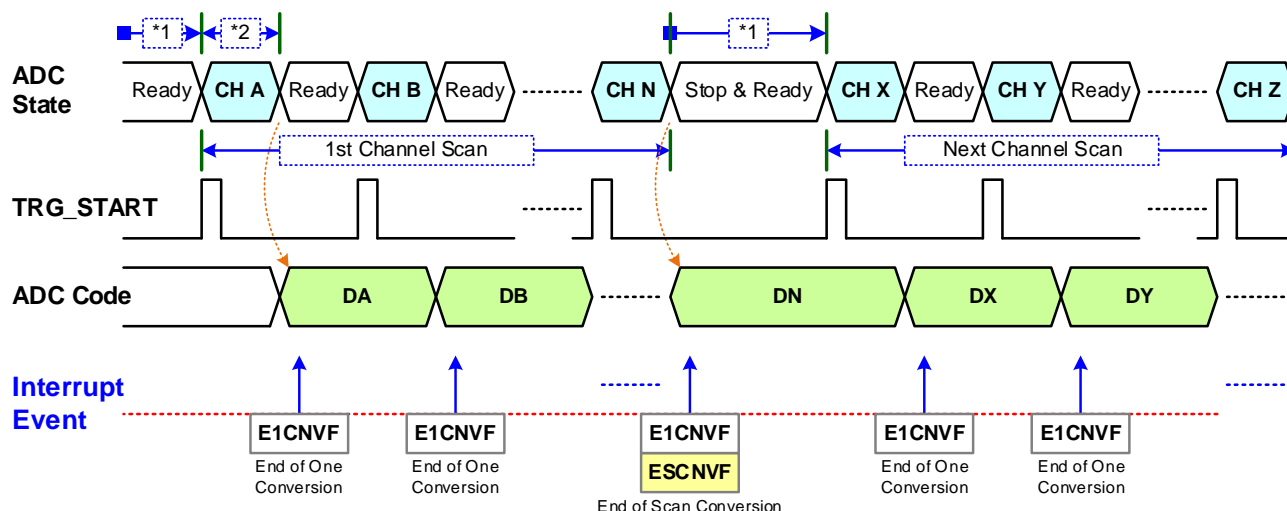 *1 *2 *1
ADC
State
Ready CH A Ready CH B Ready CH N Stop & Ready CH X Ready CH Y Ready CH Z
1st Channel Scan Next Channel Scan
TRG_START
ADC Code DA DB DN DX DY
Interrupt
Event
E1CNVF E1CNVF E1CNVF E1CNVF E1CNVF
End of One End of One ESCNVF End of One End of One
Conversion Conversion Conversion Conversion
End of Scan Conversion